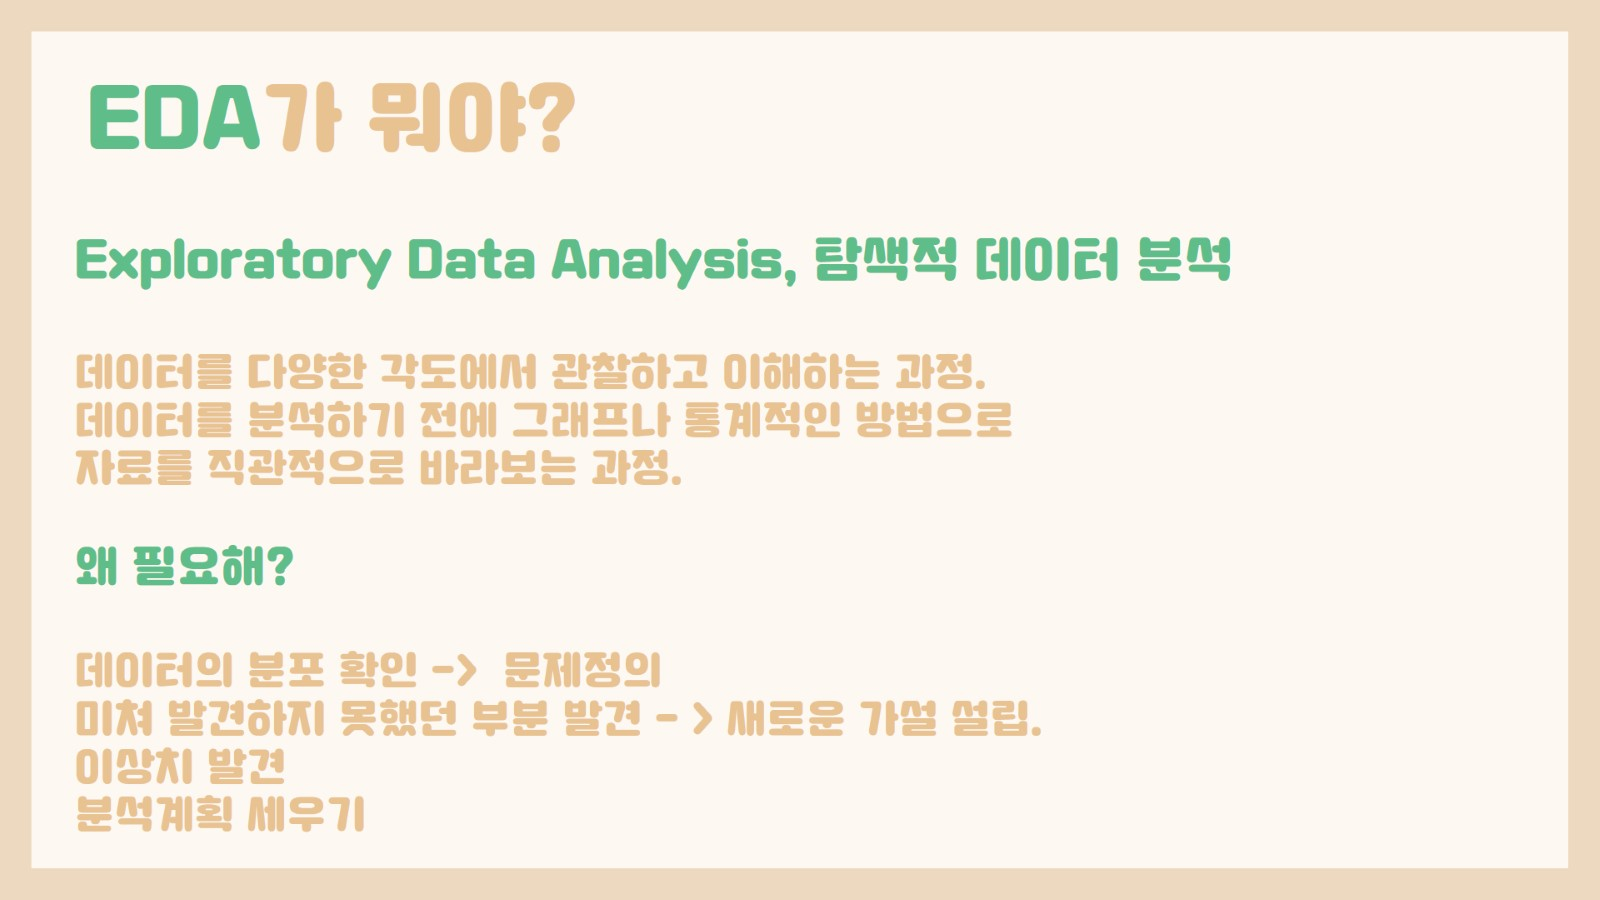 EDA가 뭐야?
Exploratory Data Analysis, 탐색적 데이터 분석
데이터를 다양한 각도에서 관찰하고 이해하는 과정.
데이터를 분석하기 전에 그래프나 통계적인 방법으로
자료를 직관적으로 바라보는 과정.
왜 필요해?
데이터의 분포 확인 -> 문제정의
미쳐 발견하지 못했던 부분 발견 - > 새로운 가설 설립.
이상치 발견
분석계획 세우기